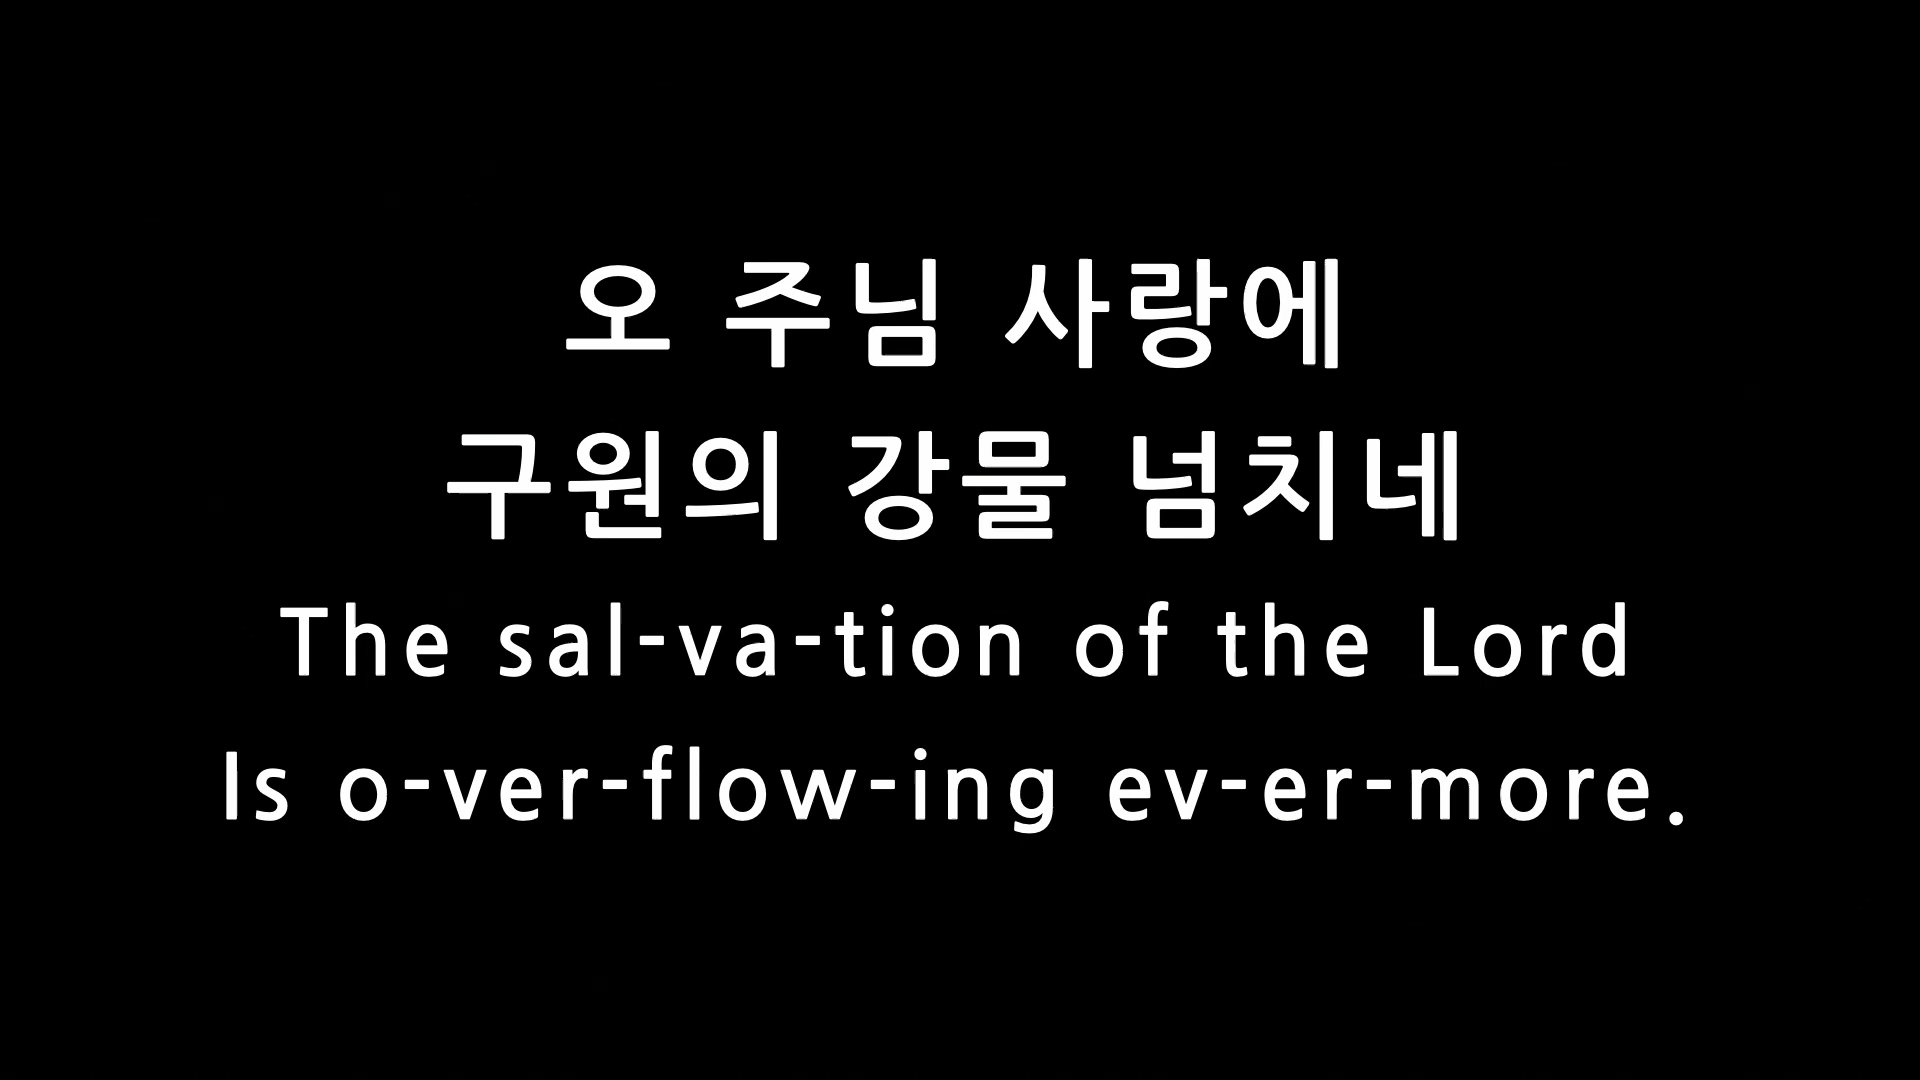 오 주님 사랑에
구원의 강물 넘치네
The sal-va-tion of the Lord
Is o-ver-flow-ing ev-er-more.